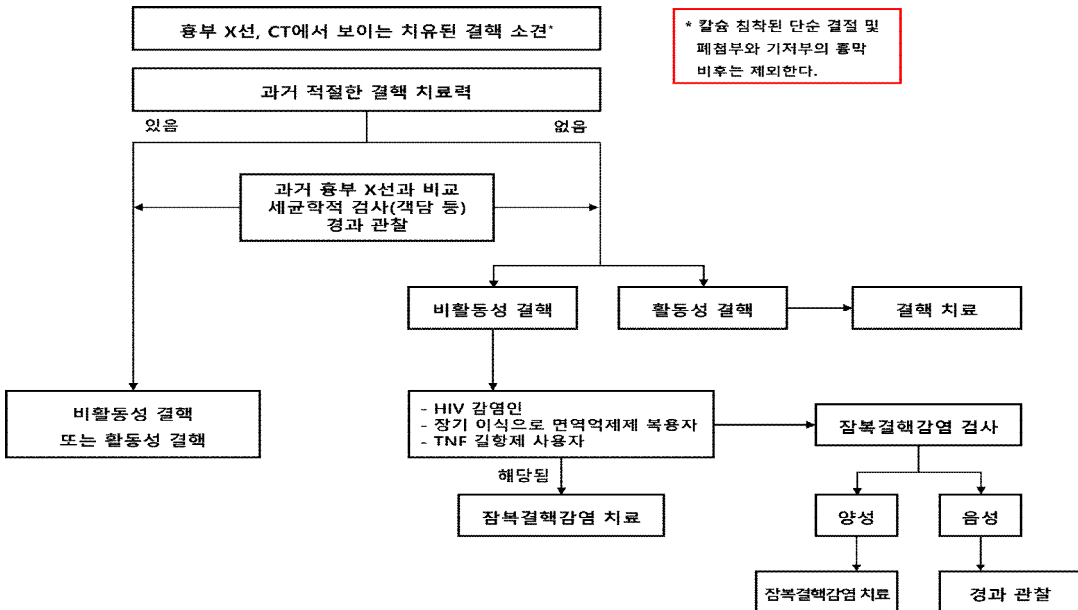 흉부 X선, CT에서 보이는 치유된 결핵 소견*
* 칼슘 침착된 단순 결절 및
폐첨부와 기저부의 흉막
비후는 제외한다.
과거 적절한 결핵 치료력
있음
없음
과거 흉부 X선과 비교
세균학적 검사(객담 등)
경과 관찰
비활동성 결핵
활동성 결핵
결핵 치료
비활동성 결핵
또는 활동성 결핵
- HIV 감염인
- 장기 이식으로 면역억제제 복용자
- TNF 길항제 사용자
잠복결핵감염 검사
해당됨
잠복결핵감염 치료
양성
음성
잠복결핵감염 치료
경과 관찰